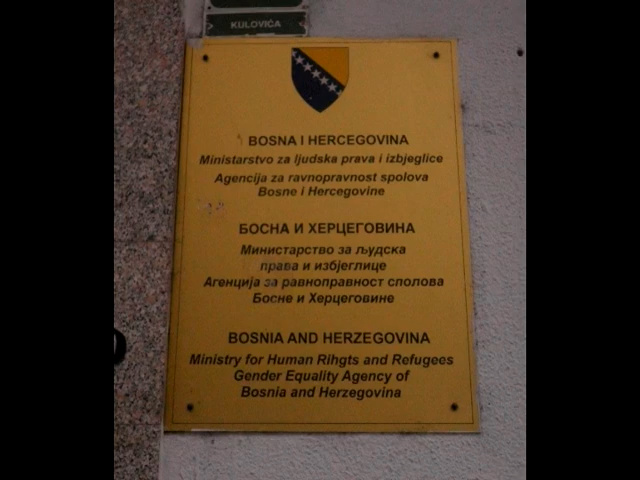 KULOVIĆA
BOSNA I HERCEGOVINA
Ministarstvo za ljudska prava i izbjeglice
Agencija za ravnopravnost spolova
Bosne i Hercegovine
БОСНА И ХЕРЦЕГОВИНА
Министарство за људска
права и избјеглице
Агенција за равноправност сполова
Босне и Херцеговине
BOSNIA AND HERZEGOVINA
Ministry for Human Rihgts and Refugees
Gender Equality Agency of
Bosnia and Herzegovina